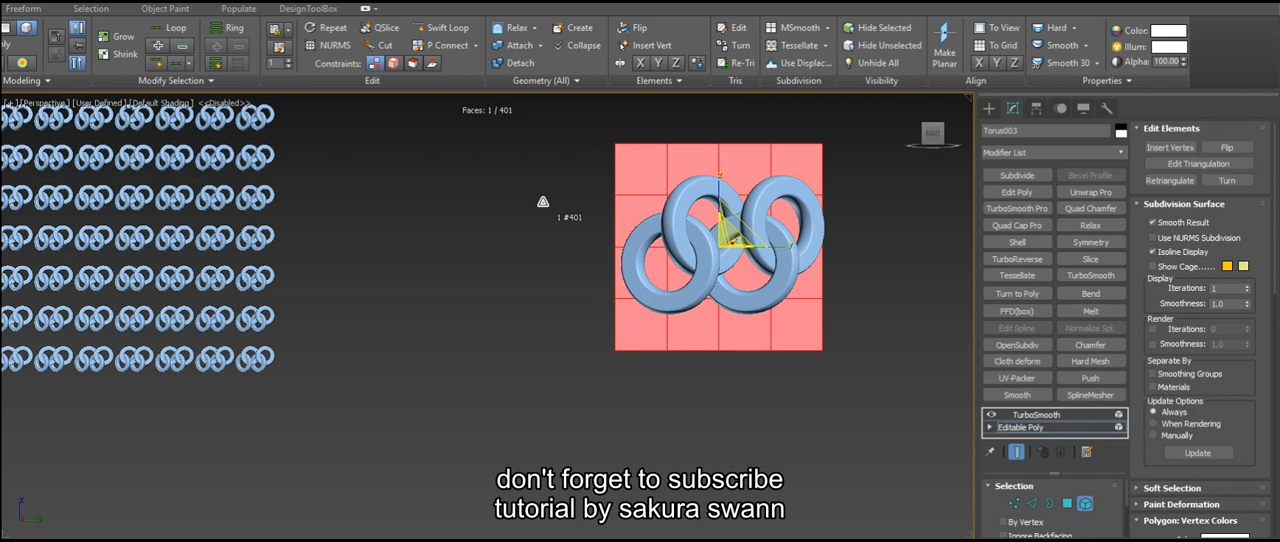 Freeform Selection Object Paint Populate DesignToolBox
Grow Loop Ring Repeat QSlice Swift Loop Relax Create Flip Edit MSmooth Hide Selected To View Hard Color:
Shrink NURMS Cut P Connect Attach Collapse Insert Vert Turn Tessellate Hide Unselected Make Planar To Grid Smooth Illum:
Constraints: Detach X Y Z Re-Tri Use Displac... Unhide All X Y Z Smooth 30 Alpha: 100.00
Modeling Modify Selection Edit Geometry (All) Elements Tris Subdivision Visibility Align Properties
[+][Perspective] [User Defined] [Default Shading] <<Disabled>>
Faces: 1 / 401
1 #401
Torus003
Modifier List
Subdivide Bevel Profile
Edit Poly Unwrap Pro
TurboSmooth Pro Quad Chamfer
Quad Cap Pro Relax
Shell Symmetry
TurboReverse Slice
Tessellate TurboSmooth
Turn to Poly Bend
FFD(box) Melt
Edit Spline Normalize Spl.
OpenSubdiv Chamfer
Cloth deform Hard Mesh
UV-Packer Push
Smooth SplineMesher
TurboSmooth
Editable Poly
Selection
By Vertex
Ignore Backfacing
Edit Elements
Insert Vertex Flip
Edit Triangulation
Retriangulate Turn
Subdivision Surface
Smooth Result
Use NURMS Subdivision
Isoline Display
Show Cage......
Display
Iterations: 1
Smoothness: 1.0
Render
Iterations: 0
Smoothness: 1.0
Separate By
Smoothing Groups
Materials
Update Options
Always
When Rendering
Manually
Update
Soft Selection
Paint Deformation
Polygon: Vertex Colors
don't forget to subscribe
tutorial by sakura swann